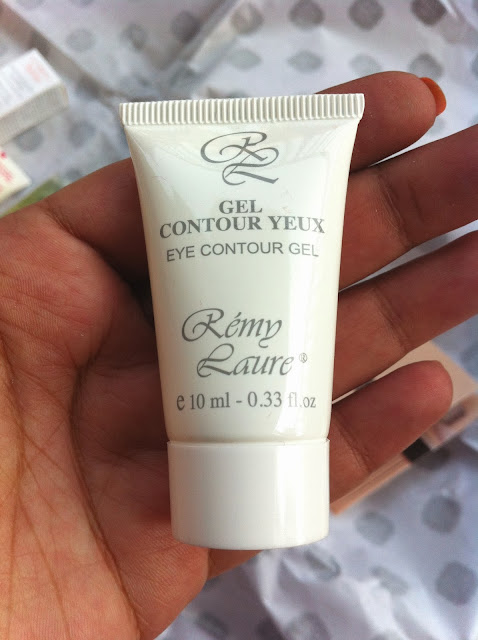 RL
GEL
CONTOUR YEUX
EYE CONTOUR GEL
Rémy
Laure®
e 10 ml - 0.33 fl.oz